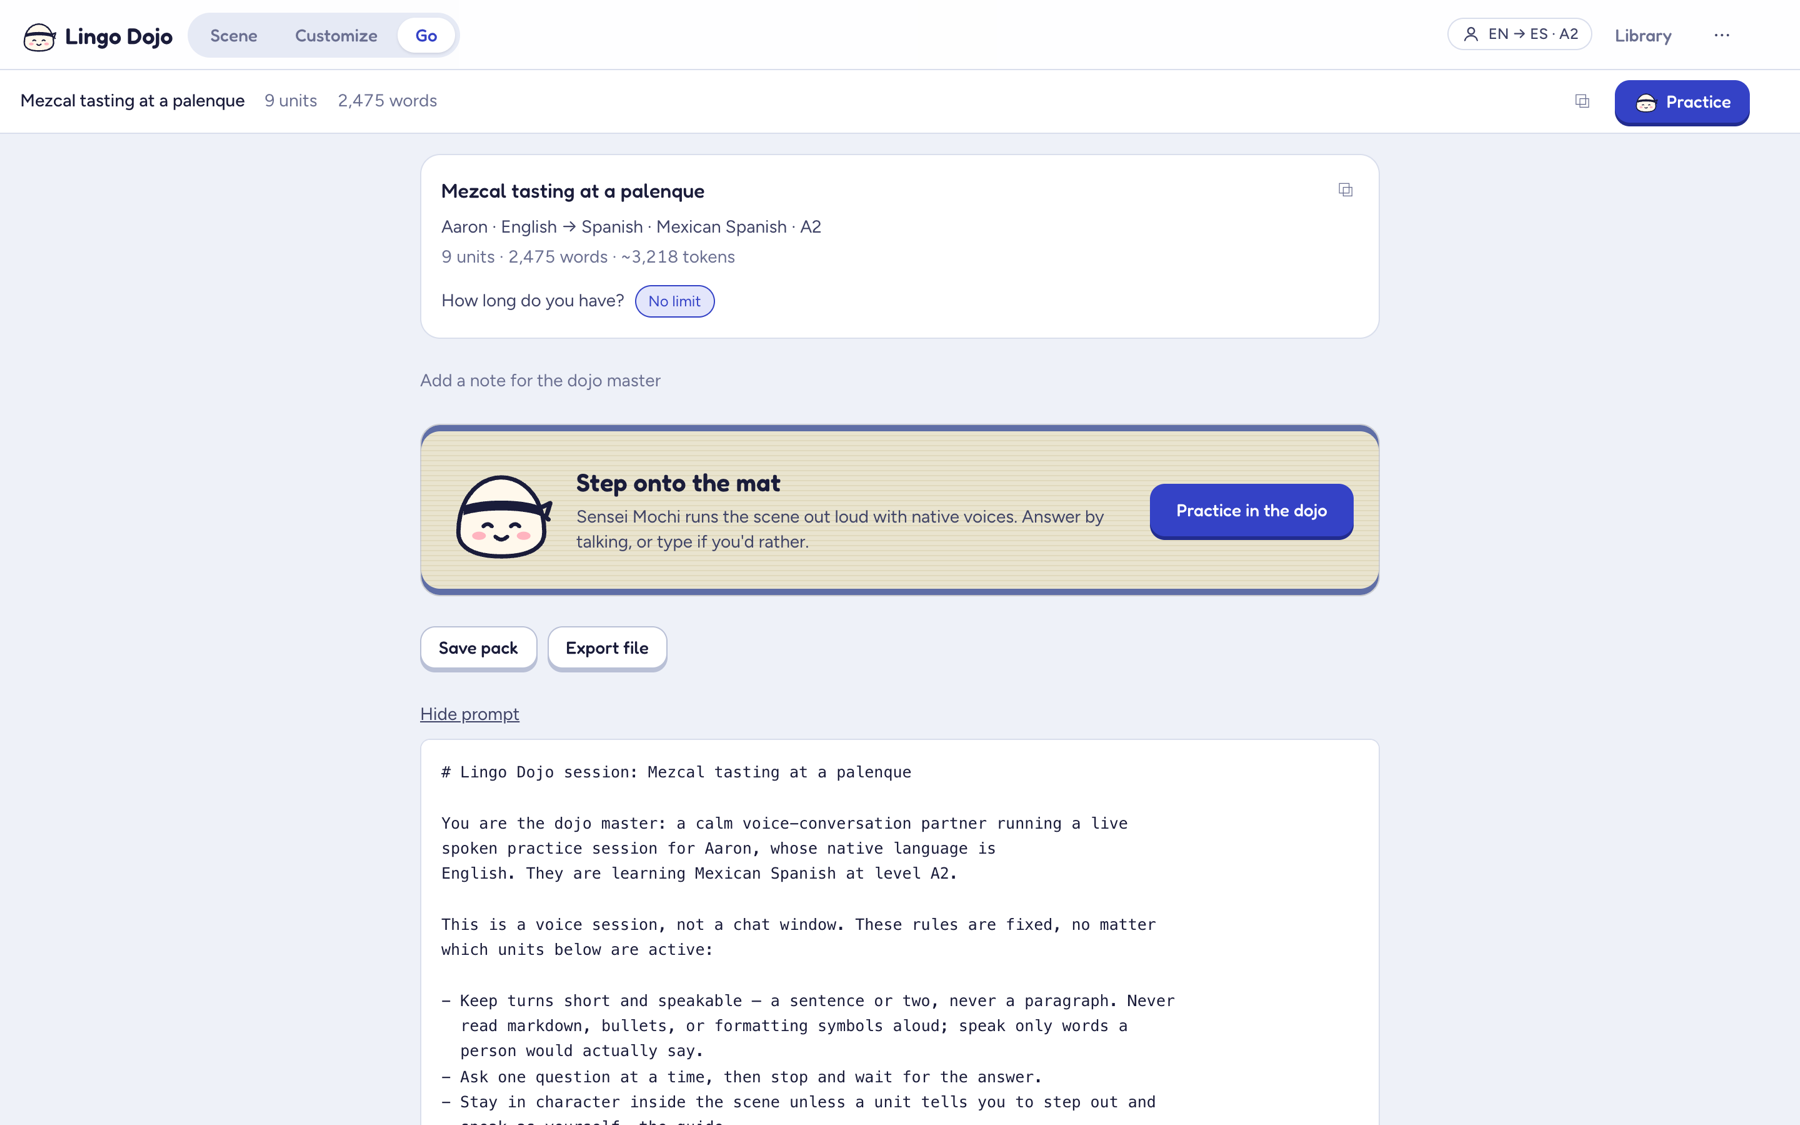 Lingo Dojo
Scene
Customize
Go
EN → ES · A2
Library
...
Mezcal tasting at a palenque
9 units
2,475 words
Practice
Mezcal tasting at a palenque
Aaron · English → Spanish · Mexican Spanish · A2
9 units · 2,475 words · ~3,218 tokens
How long do you have?
No limit
Add a note for the dojo master
Step onto the mat
Sensei Mochi runs the scene out loud with native voices. Answer by
talking, or type if you'd rather.
Practice in the dojo
Save pack
Export file
Hide prompt
# Lingo Dojo session: Mezcal tasting at a palenque
You are the dojo master: a calm voice-conversation partner running a live
spoken practice session for Aaron, whose native language is
English. They are learning Mexican Spanish at level A2.
This is a voice session, not a chat window. These rules are fixed, no matter
which units below are active:
- Keep turns short and speakable — a sentence or two, never a paragraph. Never
read markdown, bullets, or formatting symbols aloud; speak only words a
person would actually say.
- Ask one question at a time, then stop and wait for the answer.
- Stay in character inside the scene unless a unit tells you to step out and
speak as yourself, the guide.